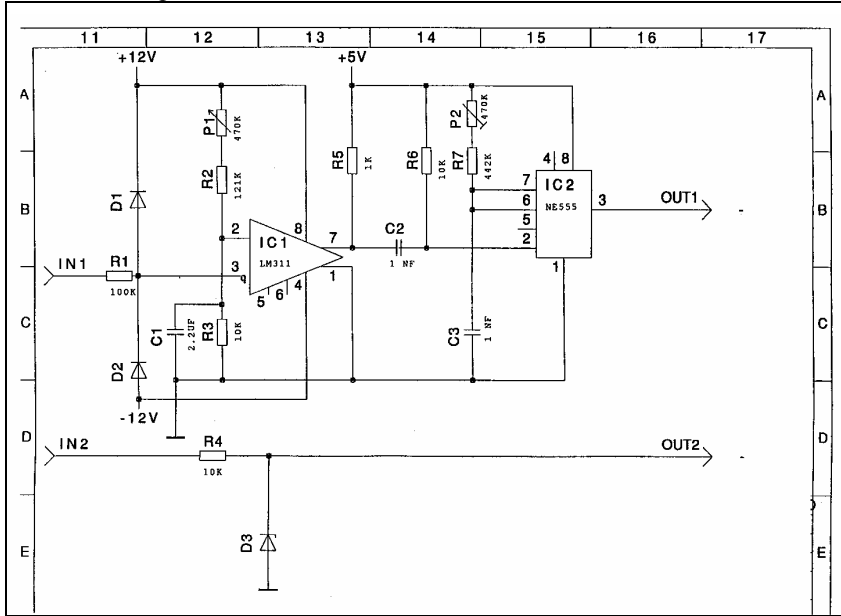 11 12 13 14 15 16 17
+12V +5V
A A
P1 470K P2 470K
R2 121K R5 1K R6 10K R7 442K
4 8
7 IC2
D1 B 6 NE555 3 OUT1 - B
5
2 8 7 C2 2
IC1
IN1 R1 3 LM311 1 1 NF 1
100K 5 6 4
C C1 2.2UF R3 10K C3 1 NF C
D2
-12V
D IN2 R4 OUT2 - D
10K
E D3 E